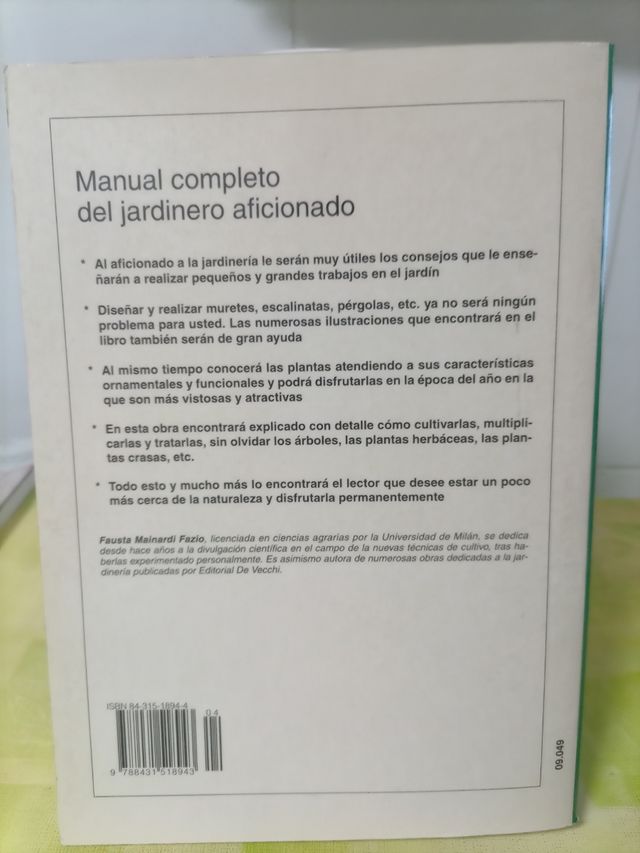 Manual completo
del jardinero aficionado
* Al aficionado a la jardinería le serán muy útiles los consejos que le ense-
ñarán a realizar pequeños y grandes trabajos en el jardín
* Diseñar y realizar muretes, escalinatas, pérgolas, etc. ya no será ningún
problema para usted. Las numerosas ilustraciones que encontrará en el
libro también serán de gran ayuda
* Al mismo tiempo conocerá las plantas atendiendo a sus características
ornamentales y funcionales y podrá disfrutarlas en la época del año en la
que son más vistosas y atractivas
* En esta obra encontrará explicado con detalle cómo cultivarlas, multipli-
carlas y tratarlas, sin olvidar los árboles, las plantas herbáceas, las plan-
tas crasas, etc.
* Todo esto y mucho más lo encontrará el lector que desee estar un poco
más cerca de la naturaleza y disfrutarla permanentemente
Fausta Mainardi Fazio, licenciada en ciencias agrarias por la Universidad de Milán, se dedica
desde hace años a la divulgación científica en el campo de la nuevas técnicas de cultivo, tras ha-
berlas experimentado personalmente. Es asimismo autora de numerosas obras dedicadas a la jar-
dinería publicadas por Editorial De Vecchi.
ISBN 84-315-1894-4
04
9 788431 518943
09.049